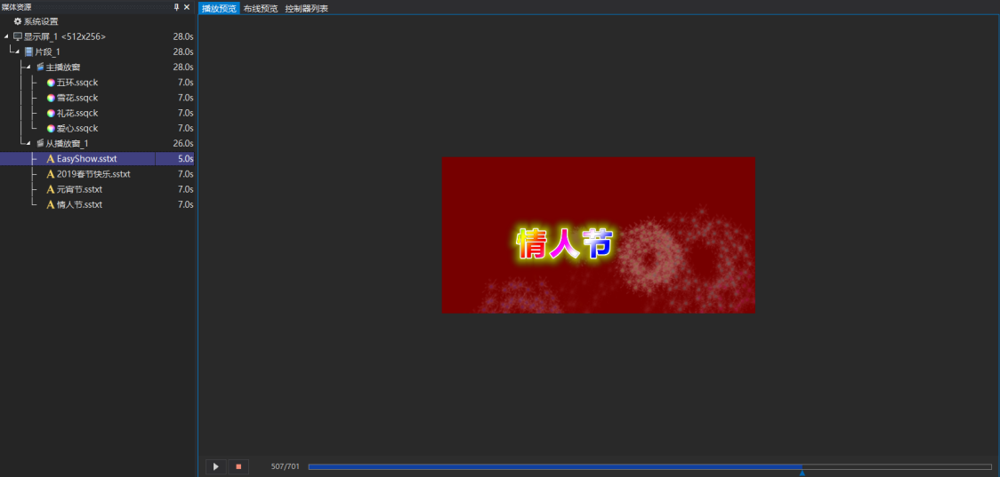 媒体资源
播放预览 布线预览 控制器列表
系统设置
显示屏_1 <512x256> 28.0s
片段_1 28.0s
主播放窗 28.0s
五环.ssqck 7.0s
雪花.ssqck 7.0s
礼花.ssqck 7.0s
爱心.ssqck 7.0s
从播放窗_1 26.0s
EasyShow.sstxt 5.0s
2019春节快乐.sstxt 7.0s
元宵节.sstxt 7.0s
情人节.sstxt 7.0s
情人节
507/701